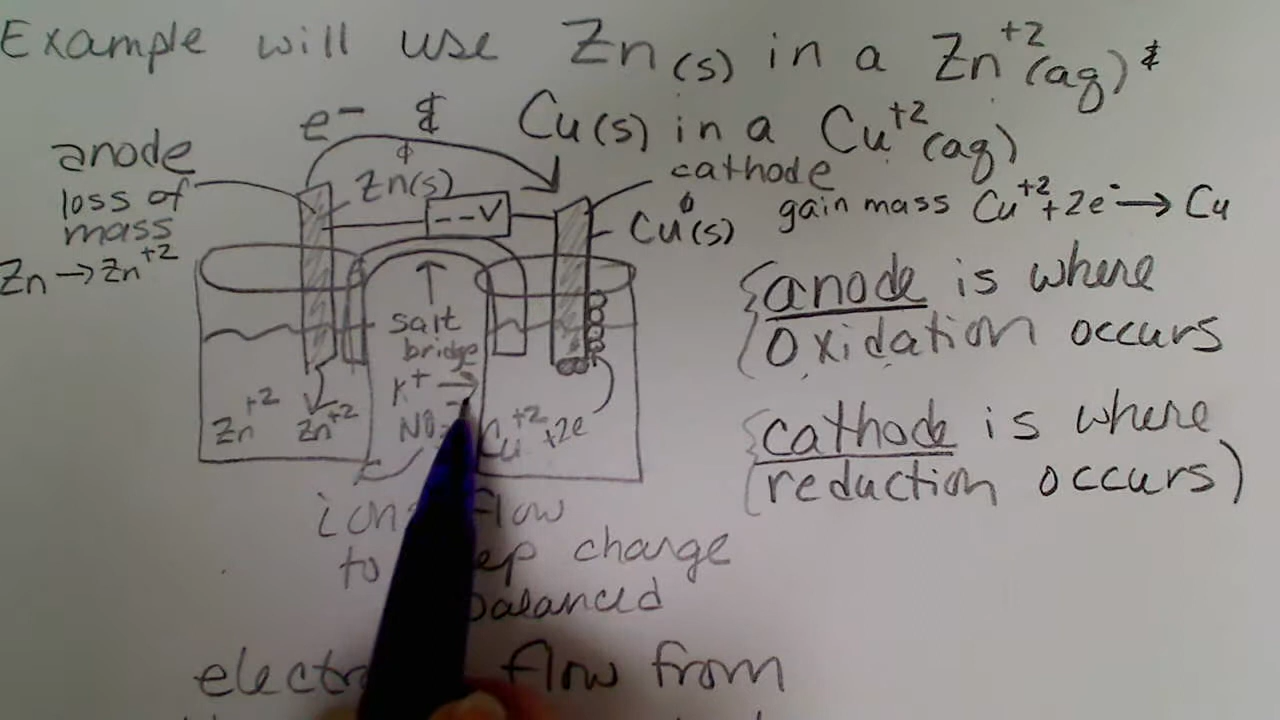 Example will use Zn(s) in a Zn+2(aq) &
e- & Cu(s) in a Cu+2(aq)
anode
loss of
mass
Zn → Zn+2
Zn(s)
--V
cathode
gain mass Cu+2 + 2e- → Cu
Cu(s)
salt
bridge
K+ →
Zn+2 Zn+2
Cu+2 + 2e-
{anode is where
Oxidation occurs
{cathode is where
(reduction occurs)
flow
to change
balanced
flow from